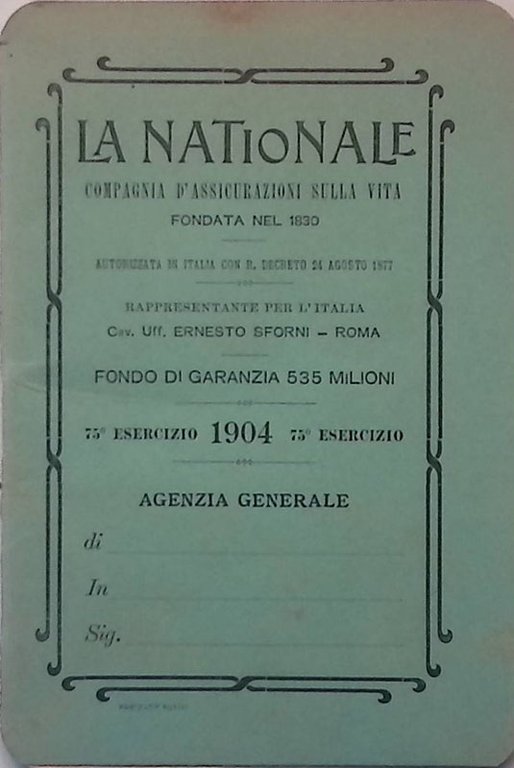 LA NATIONALE
COMPAGNIA D'ASSICURAZIONI SULLA VITA
FONDATA NEL 1830
AUTORIZZATA IN ITALIA CON R. DECRETO 24 AGOSTO 1877
RAPPRESENTANTE PER L'ITALIA
Cav. Uff. ERNESTO SFORNI – ROMA
FONDO DI GARANZIA 535 MILIONI
75º ESERCIZIO 1904 75º ESERCIZIO
AGENZIA GENERALE
di
In
Sig.